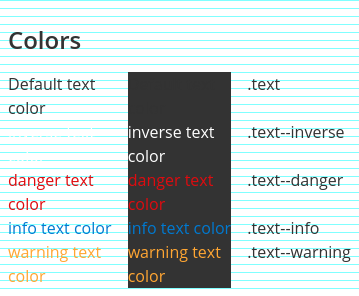 Colors
Default text
color
.text
inverse text
color
.text--inverse
danger text
color
danger text
color
.text--danger
info text color
info text color
.text--info
warning text
color
warning text
color
.text--warning